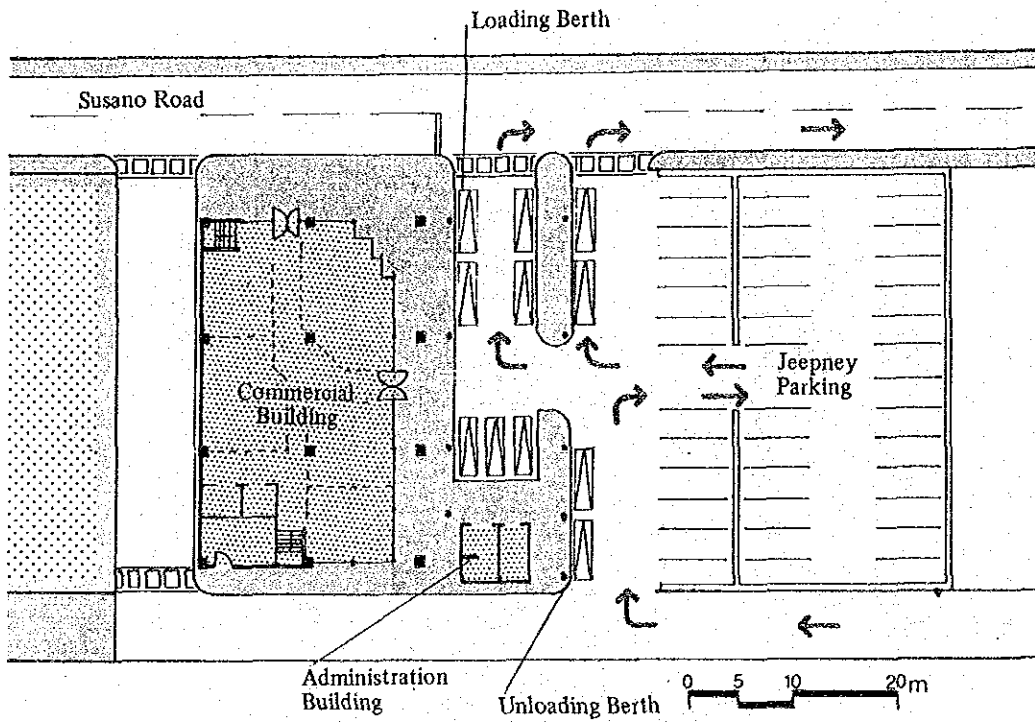 Loading Berth
Susano Road
Commercial
Building
Jeepney
Parking
Administration
Building
Unloading Berth
0 5 10 20m